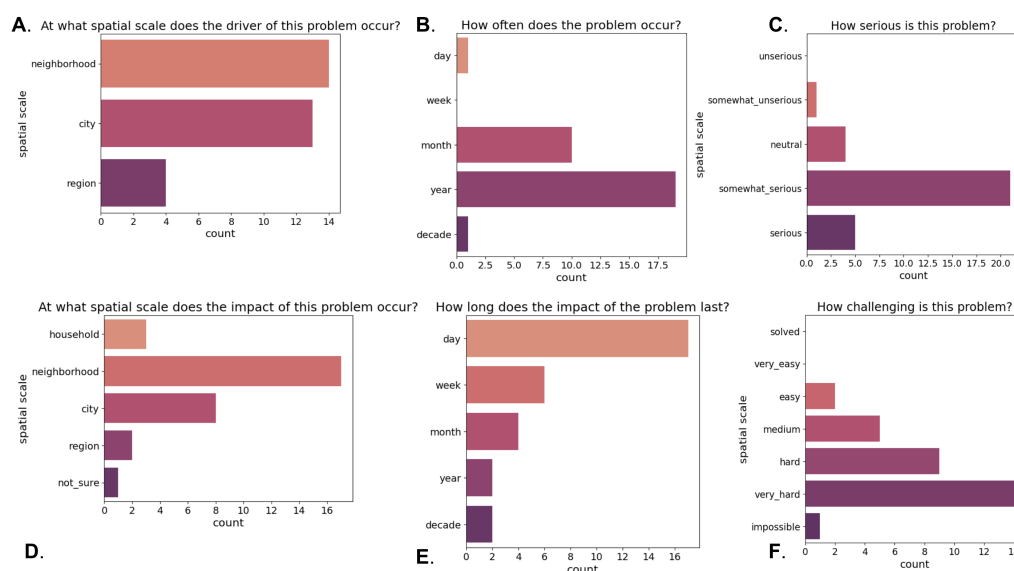 A. At what spatial scale does the driver of this problem occur?
spatial scale
neighborhood
city
region
0 2 4 6 8 10 12 14
count
B. How often does the problem occur?
day
week
month
year
decade
0.0 2.5 5.0 7.5 10.0 12.5 15.0 17.5
count
C. How serious is this problem?
spatial scale
unserious
somewhat_unserious
neutral
somewhat_serious
serious
0.0 2.5 5.0 7.5 10.0 12.5 15.0 17.5 20.0
count
At what spatial scale does the impact of this problem occur?
spatial scale
household
neighborhood
city
region
not_sure
0 2 4 6 8 10 12 14 16
count
D.
How long does the impact of the problem last?
day
week
month
year
decade
0 2 4 6 8 10 12 14 16
count
E.
How challenging is this problem?
spatial scale
solved
very_easy
easy
medium
hard
very_hard
impossible
0 2 4 6 8 10 12
count
F.